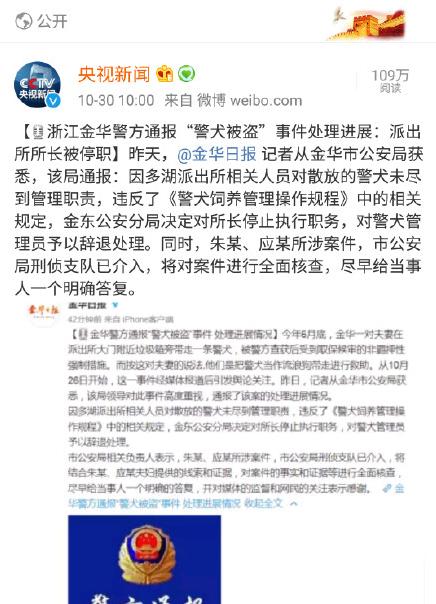 公开
央视新闻
109万
阅读
10-30 10:00 来自 微博 weibo.com
CCTV
央视新闻
【浙江金华警方通报“警犬被盗”事件处理进展：派出
所所长被停职】昨天，@金华日报 记者从金华市公安局获
悉，该局通报：因多湖派出所相关人员对散放的警犬未尽
到管理职责，违反了《警犬饲养管理操作规程》中的相关
规定，金东公安分局决定对所长停止执行职务，对警犬管
理员予以辞退处理。同时，朱某、应某所涉案件，市公安
局刑侦支队已介入，将对案件进行全面核查，尽早给当事
人一个明确答复。
金华日报
42分钟前 来自 iPhone客户端
【金华警方通报“警犬被盗”事件 处理进展情况】今年6月底，金华一对夫妻在
派出所大门附近垃圾箱旁带走一条警犬，被警方查获后受到取保候审的非羁押性
强制措施。而按这对夫妻的说法，他们是把警犬当作流浪狗带走进行救助。从10月
26日开始，这一事件经媒体报道后引发舆论关注。昨日，记者从金华市公安局获
悉，该局领导对此事件高度重视，通报了该案的处理进展情况。
因多湖派出所相关人员对散放的警犬未尽到管理职责，违反了《警犬饲养管理操
作规程》中的相关规定，金东公安分局决定对所长停止执行职务，对警犬管理员
予以辞退处理。
市公安局相关负责人表示，朱某、应某所涉案件，市公安局刑侦支队已介入，将
结合朱某、应某夫妇提供的线索和证据，对案件的事实和证据等进行全面核查，
尽早给当事人一个明确的答复，并对媒体的监督和网民的关注表示感谢。 金
华警方通报“警犬被盗”事件 处理进展情况 收起全文
警方通报